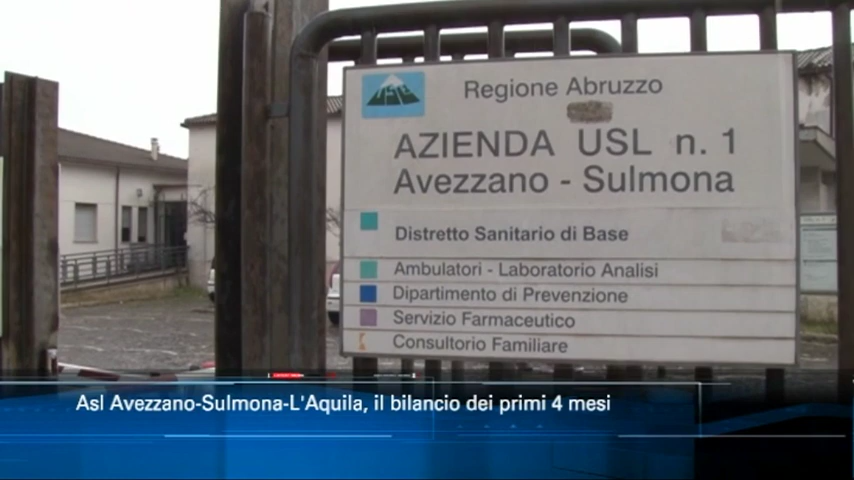 USL
Regione Abruzzo
AZIENDA USL n. 1
Avezzano - Sulmona
Distretto Sanitario di Base
Ambulatori - Laboratorio Analisi
Dipartimento di Prevenzione
Servizio Farmaceutico
Consultorio Familiare
Asl Avezzano-Sulmona-L'Aquila, il bilancio dei primi 4 mesi